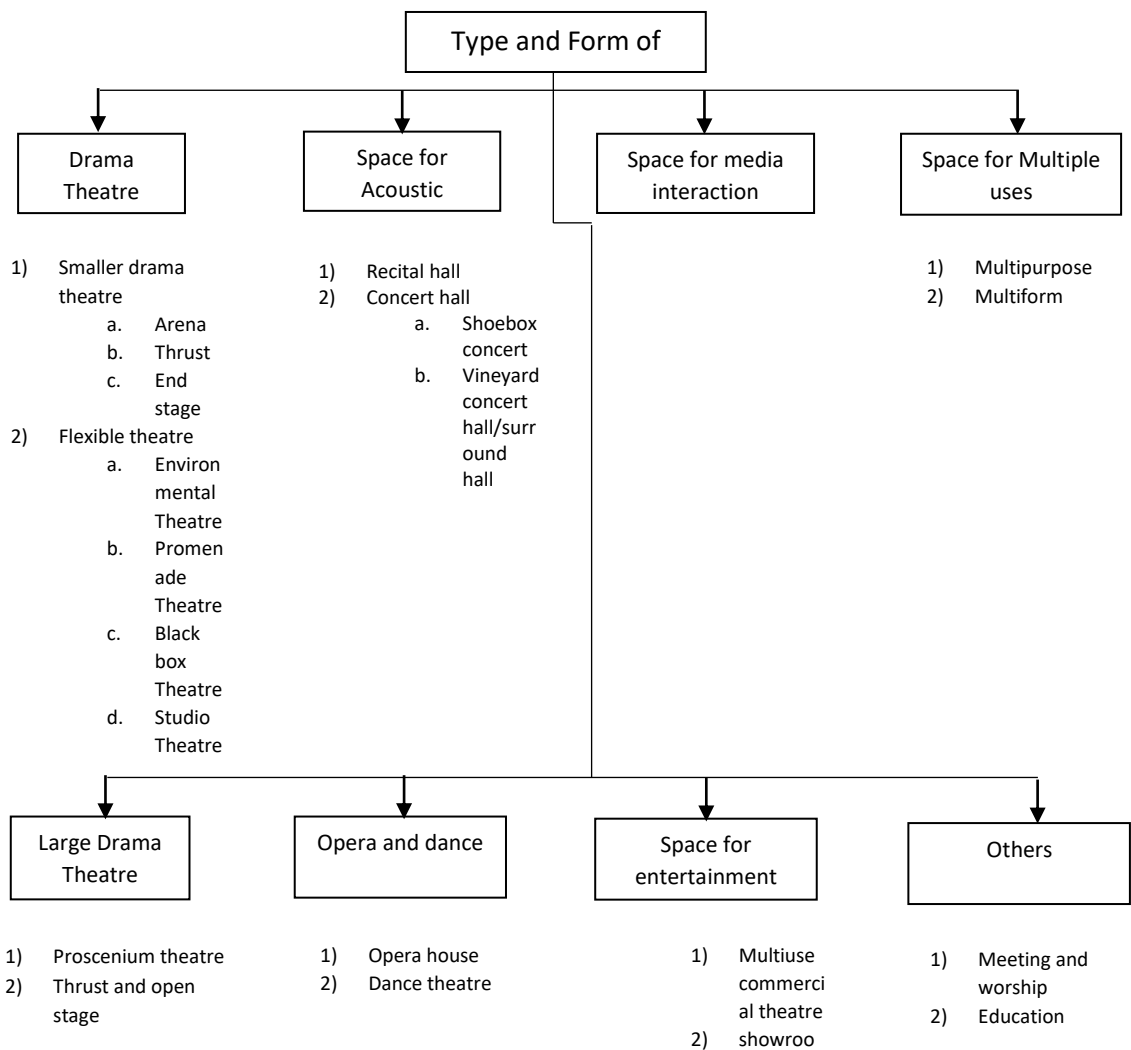 Type and Form of
Drama
Theatre
Space for
Acoustic
Space for media
interaction
Space for Multiple
uses
1) Smaller drama
theatre
a. Arena
b. Thrust
c. End
stage
2) Flexible theatre
a. Environ
mental
Theatre
b. Promen
ade
Theatre
c. Black
box
Theatre
d. Studio
Theatre
1) Recital hall
2) Concert hall
a. Shoebox
concert
b. Vineyard
concert
hall/surr
ound
hall
1) Multipurpose
2) Multiform
Large Drama
Theatre
Opera and dance
Space for
entertainment
Others
1) Proscenium theatre
2) Thrust and open
stage
1) Opera house
2) Dance theatre
1) Multiuse
commerci
al theatre
2) showroo
1) Meeting and
worship
2) Education